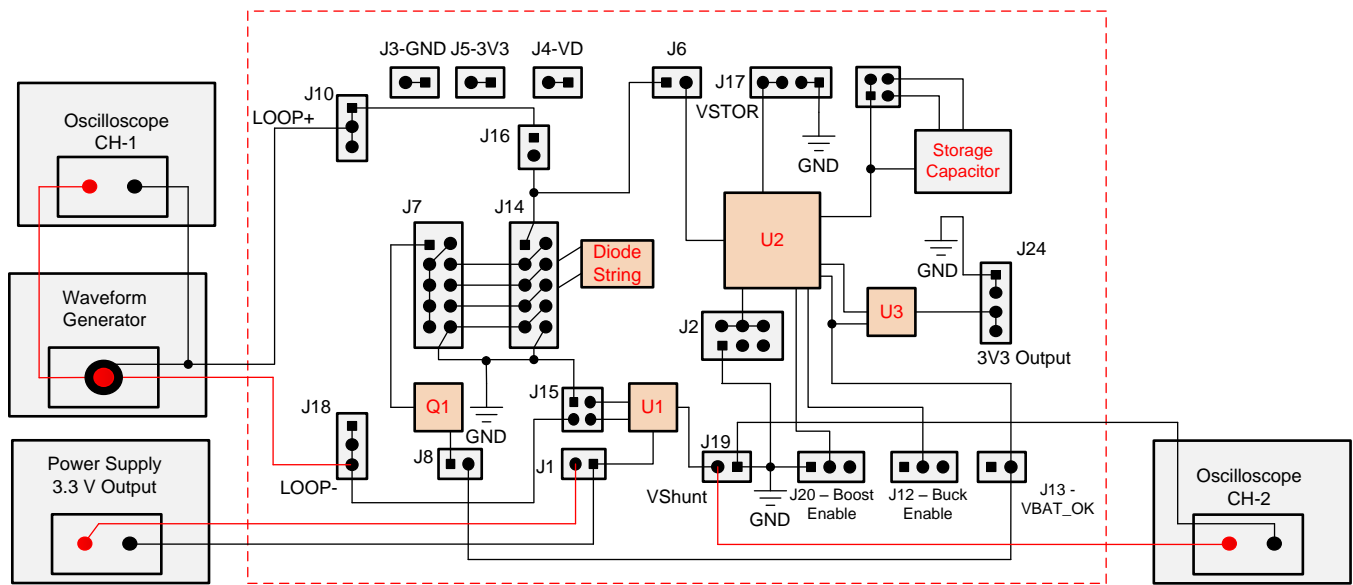 J3-GND
J5-3V3
J4-VD
J6
J17
VSTOR
GND
Storage
Capacitor
Oscilloscope
CH-1
J10
LOOP+
J16
J7
J14
Diode
String
U2
GND
J24
U3
3V3 Output
Waveform
Generator
J2
J15
Q1
U1
GND
J18
LOOP-
J8
J1
J19
VShunt
GND
J20 – Boost
Enable
J12 – Buck
Enable
J13 -
VBAT_OK
Power Supply
3.3 V Output
Oscilloscope
CH-2